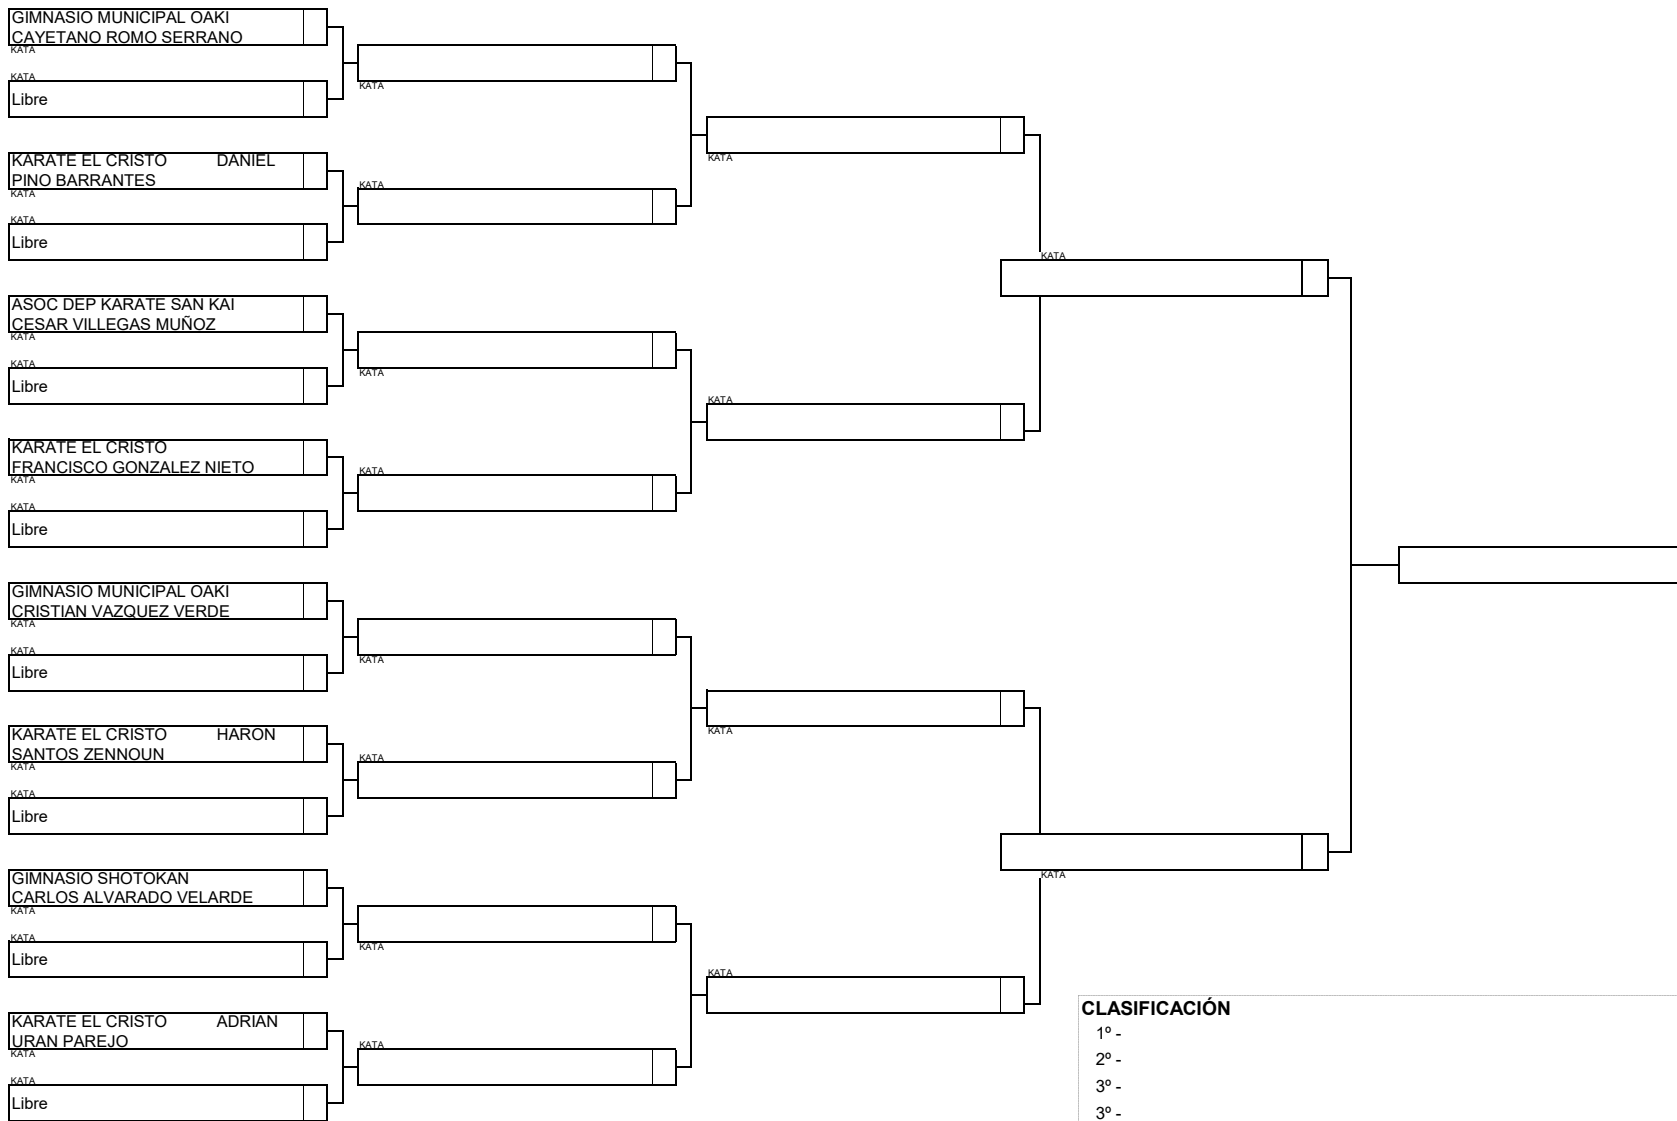 GIMNASIO MUNICIPAL OAKI
CAYETANO ROMO SERRANO
KATA
KATA
Libre
KATA
KATA
KARATE EL CRISTO DANIEL
PINO BARRANTES
KATA
KATA
KATA
Libre
KATA
ASOC DEP KARATE SAN KAI
CESAR VILLEGAS MUÑOZ
KATA
KATA
Libre
KATA
KATA
KARATE EL CRISTO
FRANCISCO GONZALEZ NIETO
KATA
KATA
KATA
Libre
GIMNASIO MUNICIPAL OAKI
CRISTIAN VAZQUEZ VERDE
KATA
KATA
Libre
KATA
KATA
KARATE EL CRISTO HARON
SANTOS ZENNOUN
KATA
KATA
KATA
Libre
GIMNASIO SHOTOKAN
CARLOS ALVARADO VELARDE
KATA
KATA
KATA
Libre
KATA
KATA
KARATE EL CRISTO ADRIAN
URAN PAREJO
KATA
KATA
KATA
Libre
CLASIFICACIÓN
1º -
2º -
3º -
3º -